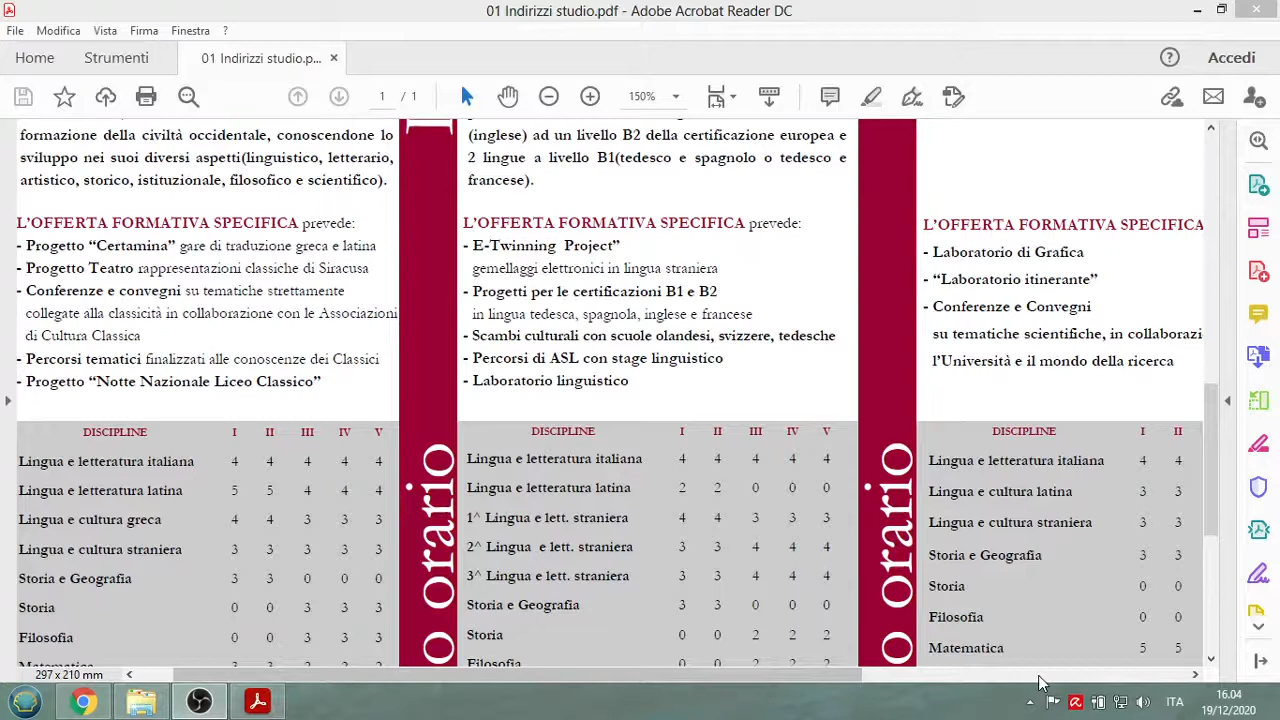 01 Indirizzi studio.pdf - Adobe Acrobat Reader DC
File Modifica Vista Firma Finestra ?
Home Strumenti 01 Indirizzi studio.p... × Accedi
1 / 1 150%
formazione della civiltà occidentale, conoscendone lo
sviluppo nei suoi diversi aspetti(linguistico, letterario,
artistico, storico, istituzionale, filosofico e scientifico).
L'OFFERTA FORMATIVA SPECIFICA prevede:
- Progetto “Certamina” gare di traduzione greca e latina
- Progetto Teatro rappresentazioni classiche di Siracusa
- Conferenze e convegni su tematiche strettamente
collegate alla classicità in collaborazione con le Associazioni
di Cultura Classica
- Percorsi tematici finalizzati alle conoscenze dei Classici
- Progetto “Notte Nazionale Liceo Classico”
DISCIPLINE I II III IV V
Lingua e letteratura italiana 4 4 4 4 4
Lingua e letteratura latina 5 5 4 4 4
Lingua e cultura greca 4 4 3 3 3
Lingua e cultura straniera 3 3 3 3 3
Storia e Geografia 3 3 0 0 0
Storia 0 0 3 3 3
Filosofia 0 0 3 3 3
Matematica 3 3 2 2 2
o orario
(inglese) ad un livello B2 della certificazione europea e
2 lingue a livello B1(tedesco e spagnolo o tedesco e
francese).
L'OFFERTA FORMATIVA SPECIFICA prevede:
- E-Twinning Project”
gemellaggi elettronici in lingua straniera
- Progetti per le certificazioni B1 e B2
in lingua tedesca, spagnola, inglese e francese
- Scambi culturali con scuole olandesi, svizzere, tedesche
- Percorsi di ASL con stage linguistico
- Laboratorio linguistico
DISCIPLINE I II III IV V
Lingua e letteratura italiana 4 4 4 4 4
Lingua e letteratura latina 2 2 0 0 0
1^ Lingua e lett. straniera 4 4 3 3 3
2^ Lingua e lett. straniera 3 3 4 4 4
3^ Lingua e lett. straniera 3 3 4 4 4
Storia e Geografia 3 3 0 0 0
Storia 0 0 2 2 2
Filosofia 0 0 2 2 2
o orario
L'OFFERTA FORMATIVA SPECIFICA
- Laboratorio di Grafica
- “Laboratorio itinerante”
- Conferenze e Convegni
su tematiche scientifiche, in collaborazi
l'Università e il mondo della ricerca
DISCIPLINE I II
Lingua e letteratura italiana 4 4
Lingua e cultura latina 3 3
Lingua e cultura straniera 3 3
Storia e Geografia 3 3
Storia 0 0
Filosofia 0 0
Matematica 5 5
297 x 210 mm
ITA
16.04
19/12/2020